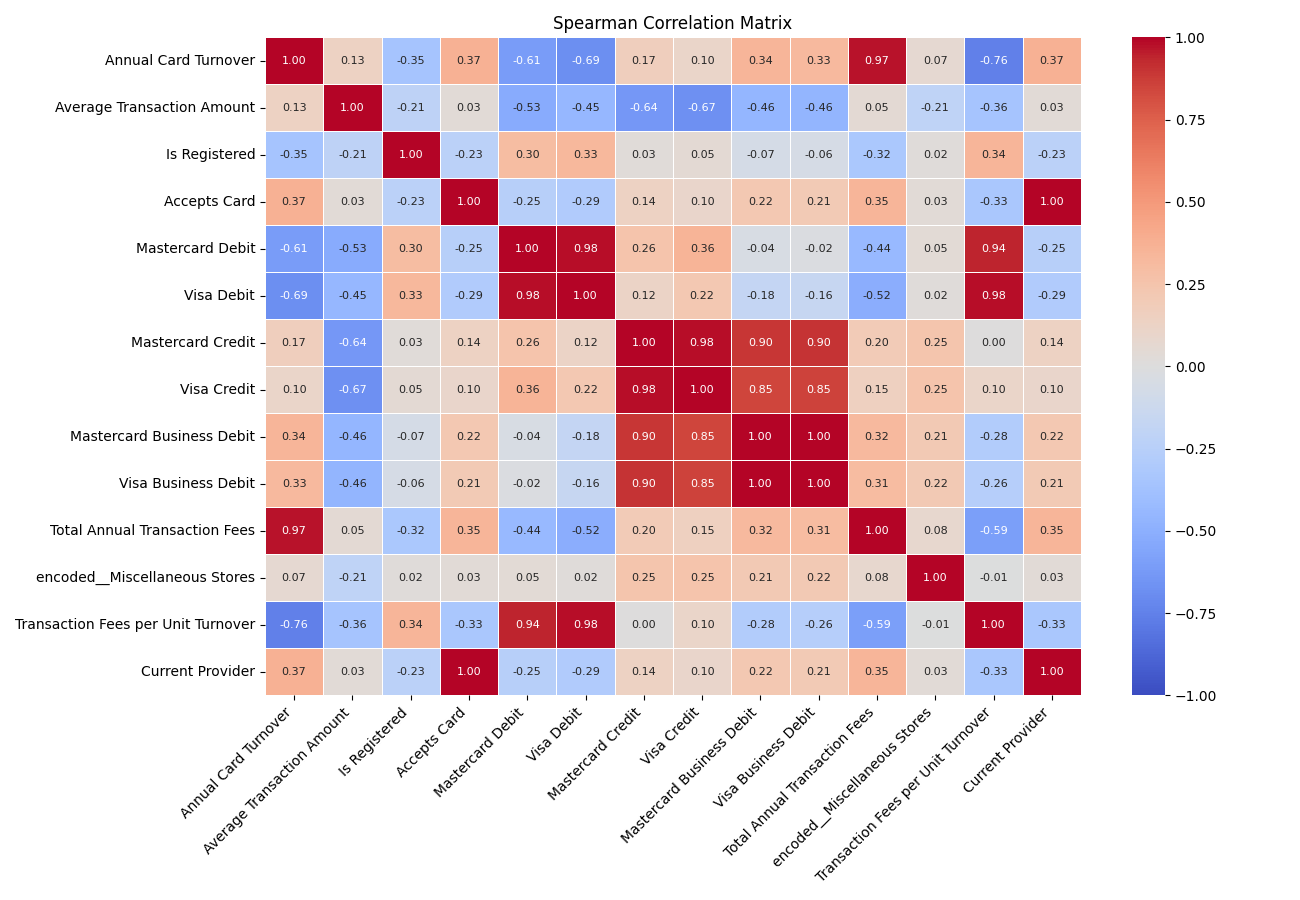 Spearman Correlation Matrix
Annual Card Turnover 1.00 0.13 -0.35 0.37 -0.61 -0.69 0.17 0.10 0.34 0.33 0.97 0.07 -0.76 0.37
Average Transaction Amount 0.13 1.00 -0.21 0.03 -0.53 -0.45 -0.64 -0.67 -0.46 -0.46 0.05 -0.21 -0.36 0.03
Is Registered -0.35 -0.21 1.00 -0.23 0.30 0.33 0.03 0.05 -0.07 -0.06 -0.32 0.02 0.34 -0.23
Accepts Card 0.37 0.03 -0.23 1.00 -0.25 -0.29 0.14 0.10 0.22 0.21 0.35 0.03 -0.33 1.00
Mastercard Debit -0.61 -0.53 0.30 -0.25 1.00 0.98 0.26 0.36 -0.04 -0.02 -0.44 0.05 0.94 -0.25
Visa Debit -0.69 -0.45 0.33 -0.29 0.98 1.00 0.12 0.22 -0.18 -0.16 -0.52 0.02 0.98 -0.29
Mastercard Credit 0.17 -0.64 0.03 0.14 0.26 0.12 1.00 0.98 0.90 0.90 0.20 0.25 0.00 0.14
Visa Credit 0.10 -0.67 0.05 0.10 0.36 0.22 0.98 1.00 0.85 0.85 0.15 0.25 0.10 0.10
Mastercard Business Debit 0.34 -0.46 -0.07 0.22 -0.04 -0.18 0.90 0.85 1.00 1.00 0.32 0.21 -0.28 0.22
Visa Business Debit 0.33 -0.46 -0.06 0.21 -0.02 -0.16 0.90 0.85 1.00 1.00 0.31 0.22 -0.26 0.21
Total Annual Transaction Fees 0.97 0.05 -0.32 0.35 -0.44 -0.52 0.20 0.15 0.32 0.31 1.00 0.08 -0.59 0.35
encoded__Miscellaneous Stores 0.07 -0.21 0.02 0.03 0.05 0.02 0.25 0.25 0.21 0.22 0.08 1.00 -0.01 0.03
Transaction Fees per Unit Turnover -0.76 -0.36 0.34 -0.33 0.94 0.98 0.00 0.10 -0.28 -0.26 -0.59 -0.01 1.00 -0.33
Current Provider 0.37 0.03 -0.23 1.00 -0.25 -0.29 0.14 0.10 0.22 0.21 0.35 0.03 -0.33 1.00
Annual Card Turnover
Average Transaction Amount
Is Registered
Accepts Card
Mastercard Debit
Visa Debit
Mastercard Credit
Visa Credit
Mastercard Business Debit
Visa Business Debit
Total Annual Transaction Fees
encoded__Miscellaneous Stores
Transaction Fees per Unit Turnover
Current Provider
1.00
0.75
0.50
0.25
0.00
−0.25
−0.50
−0.75
−1.00